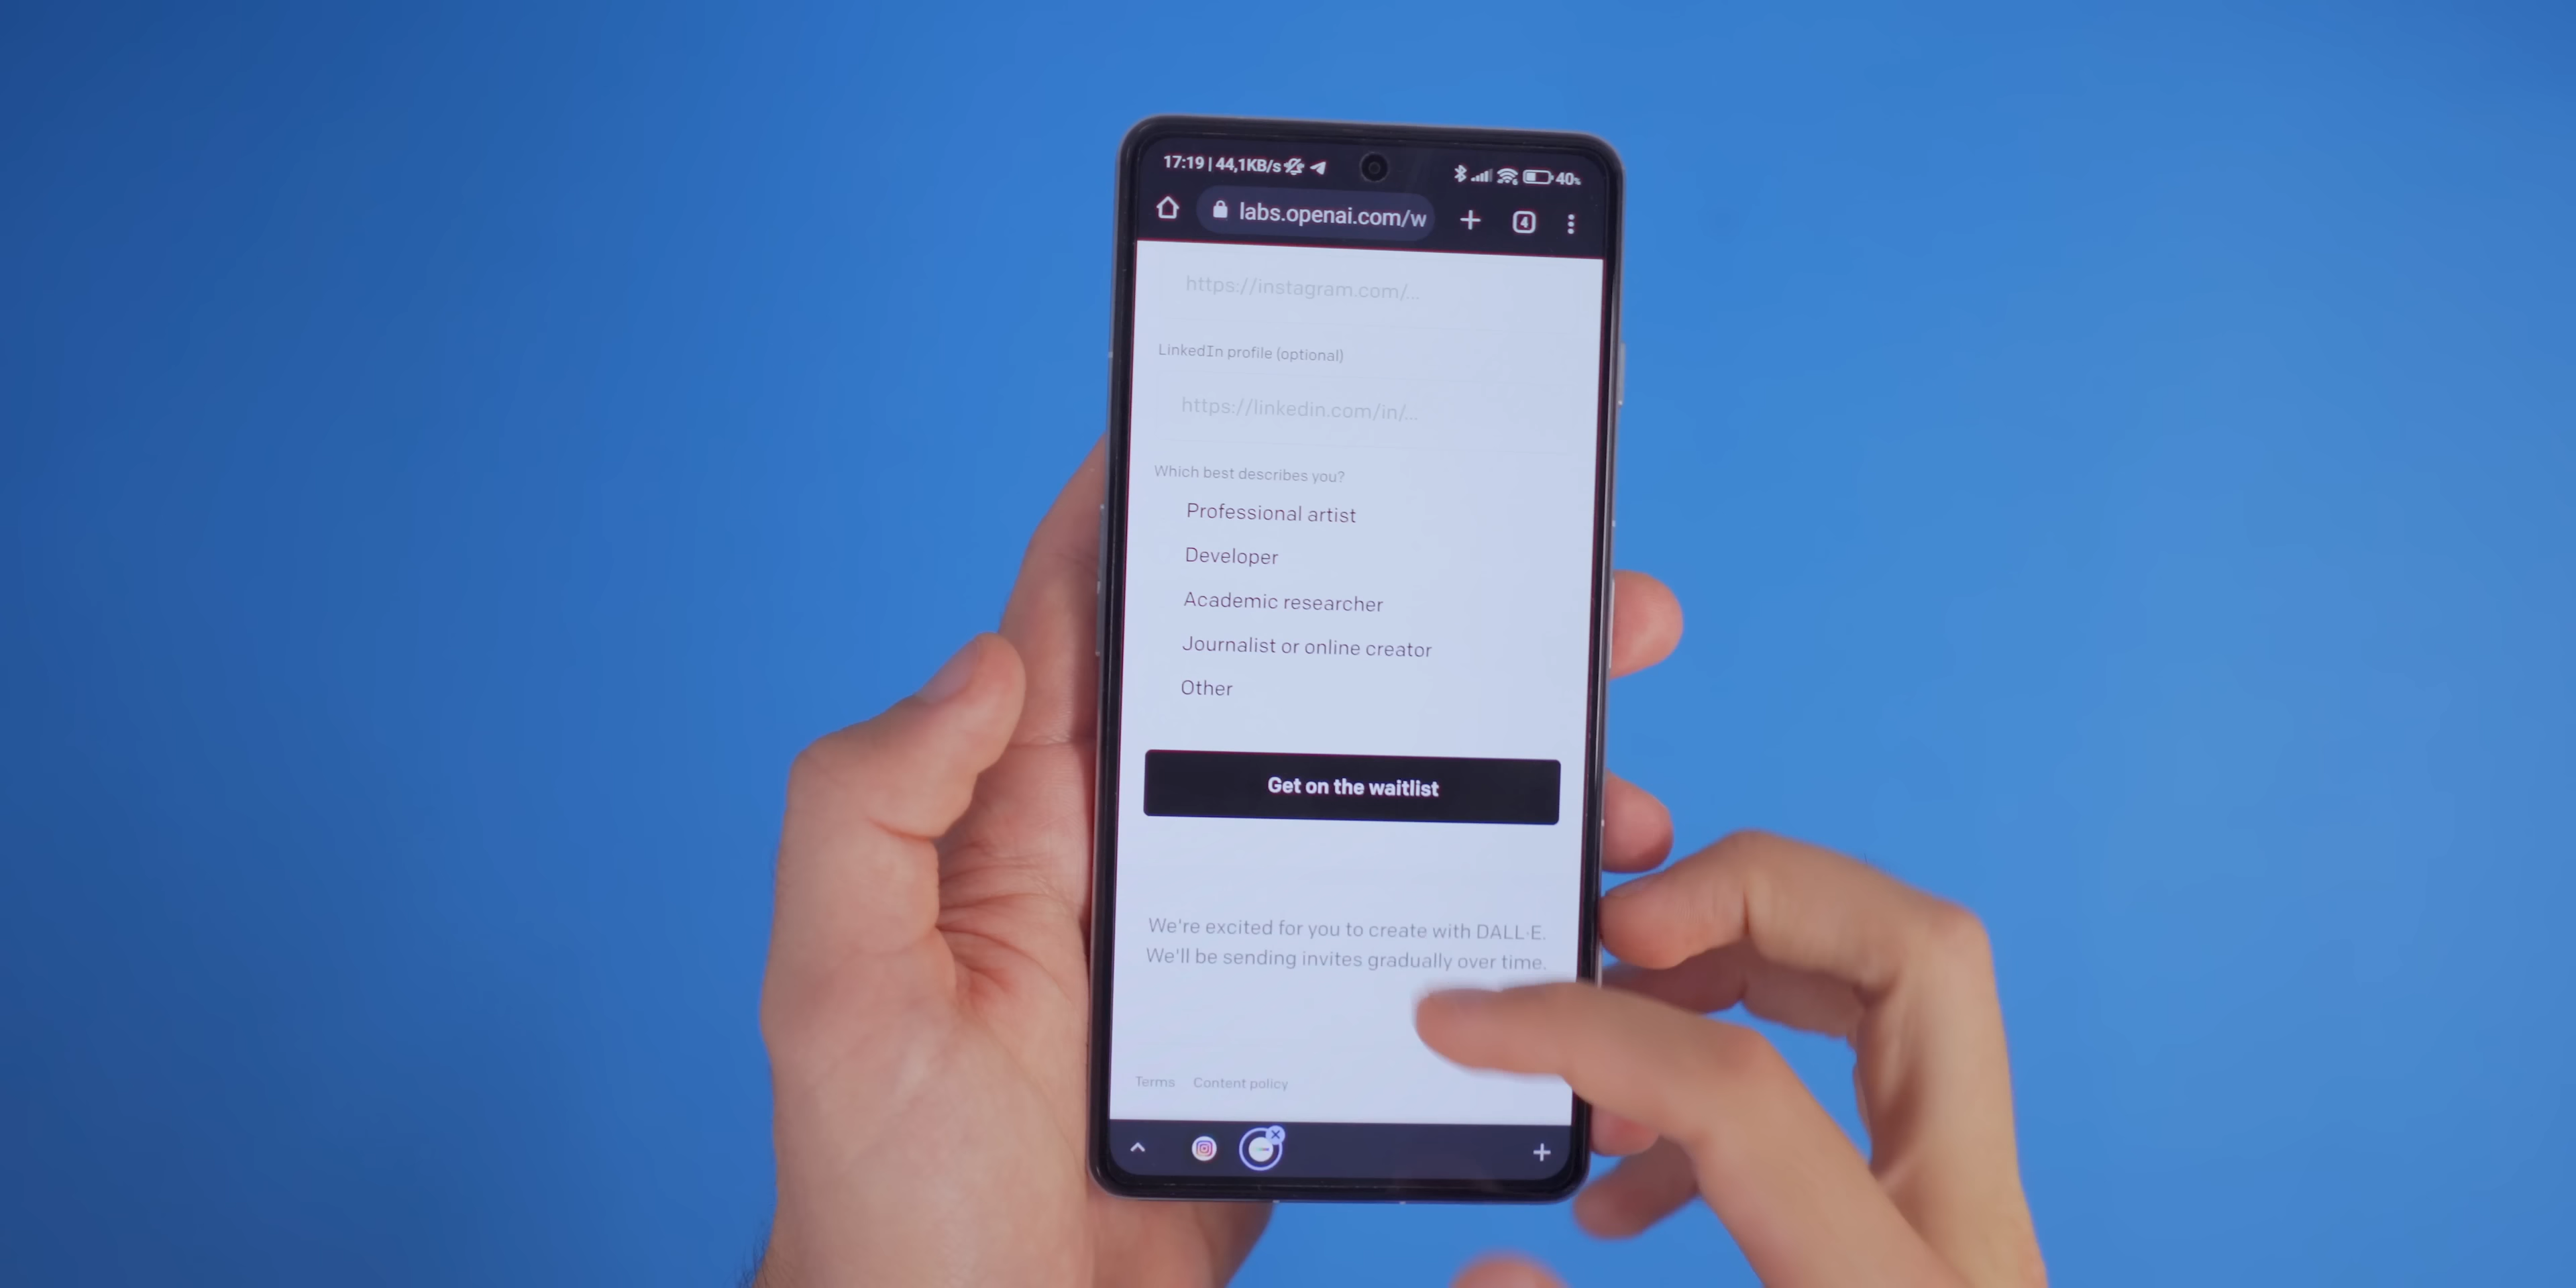 17:19 | 44,1KB/s
40%
labs.openai.com/w
4
https://instagram.com/...
LinkedIn profile (optional)
https://linkedin.com/in/...
Which best describes you?
Professional artist
Developer
Academic researcher
Journalist or online creator
Other
Get on the waitlist
We're excited for you to create with DALL·E.
We'll be sending invites gradually over time.
Terms Content policy